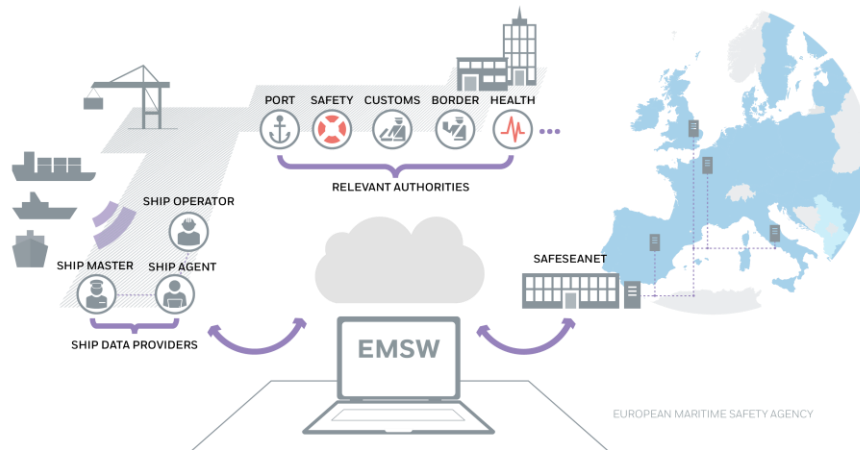 PORT SAFETY CUSTOMS BORDER HEALTH
RELEVANT AUTHORITIES
SHIP OPERATOR
SHIP MASTER SHIP AGENT
SHIP DATA PROVIDERS
SAFESEANET
EMSW
EUROPEAN MARITIME SAFETY AGENCY